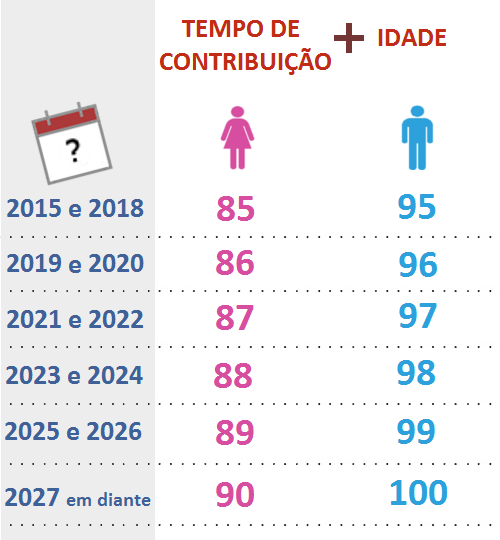 TEMPO DE
CONTRIBUIÇÃO + IDADE
?
2015 e 2018 85 95
2019 e 2020 86 96
2021 e 2022 87 97
2023 e 2024 88 98
2025 e 2026 89 99
2027 em diante 90 100